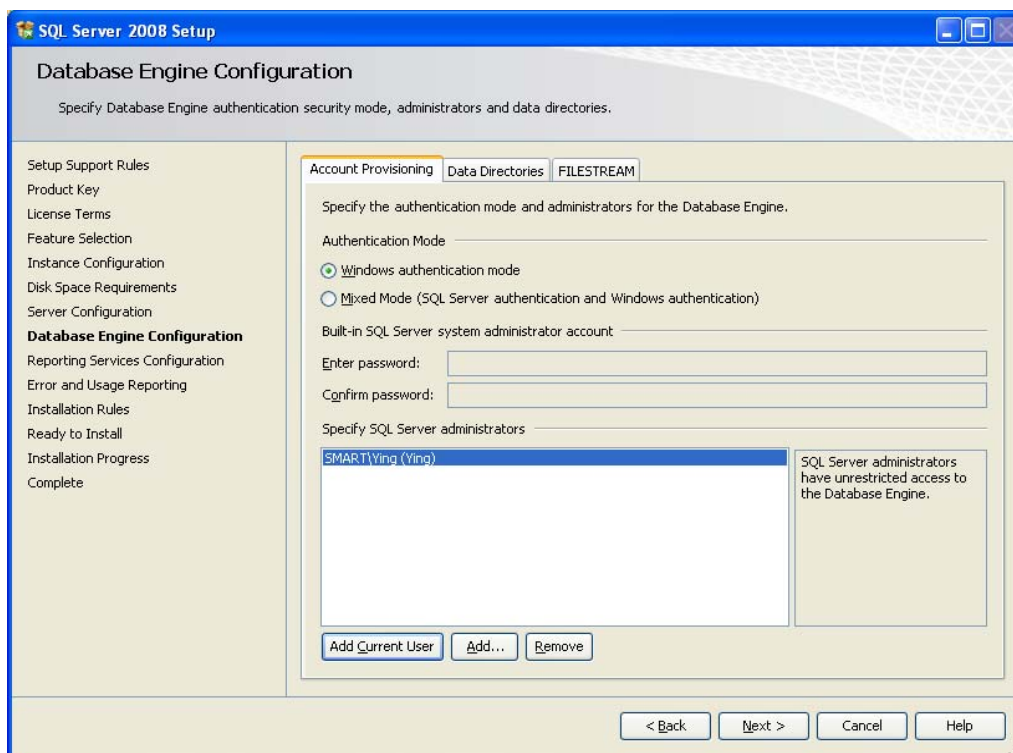 SQL Server 2008 Setup
Database Engine Configuration
Specify Database Engine authentication security mode, administrators and data directories.
Setup Support Rules
Product Key
License Terms
Feature Selection
Instance Configuration
Disk Space Requirements
Server Configuration
Database Engine Configuration
Reporting Services Configuration
Error and Usage Reporting
Installation Rules
Ready to Install
Installation Progress
Complete
Account Provisioning Data Directories FILESTREAM
Specify the authentication mode and administrators for the Database Engine.
Authentication Mode
Windows authentication mode
Mixed Mode (SQL Server authentication and Windows authentication)
Built-in SQL Server system administrator account
Enter password:
Confirm password:
Specify SQL Server administrators
SMART\Ying (Ying)
SQL Server administrators
have unrestricted access to
the Database Engine.
Add Current User Add... Remove
< Back Next > Cancel Help